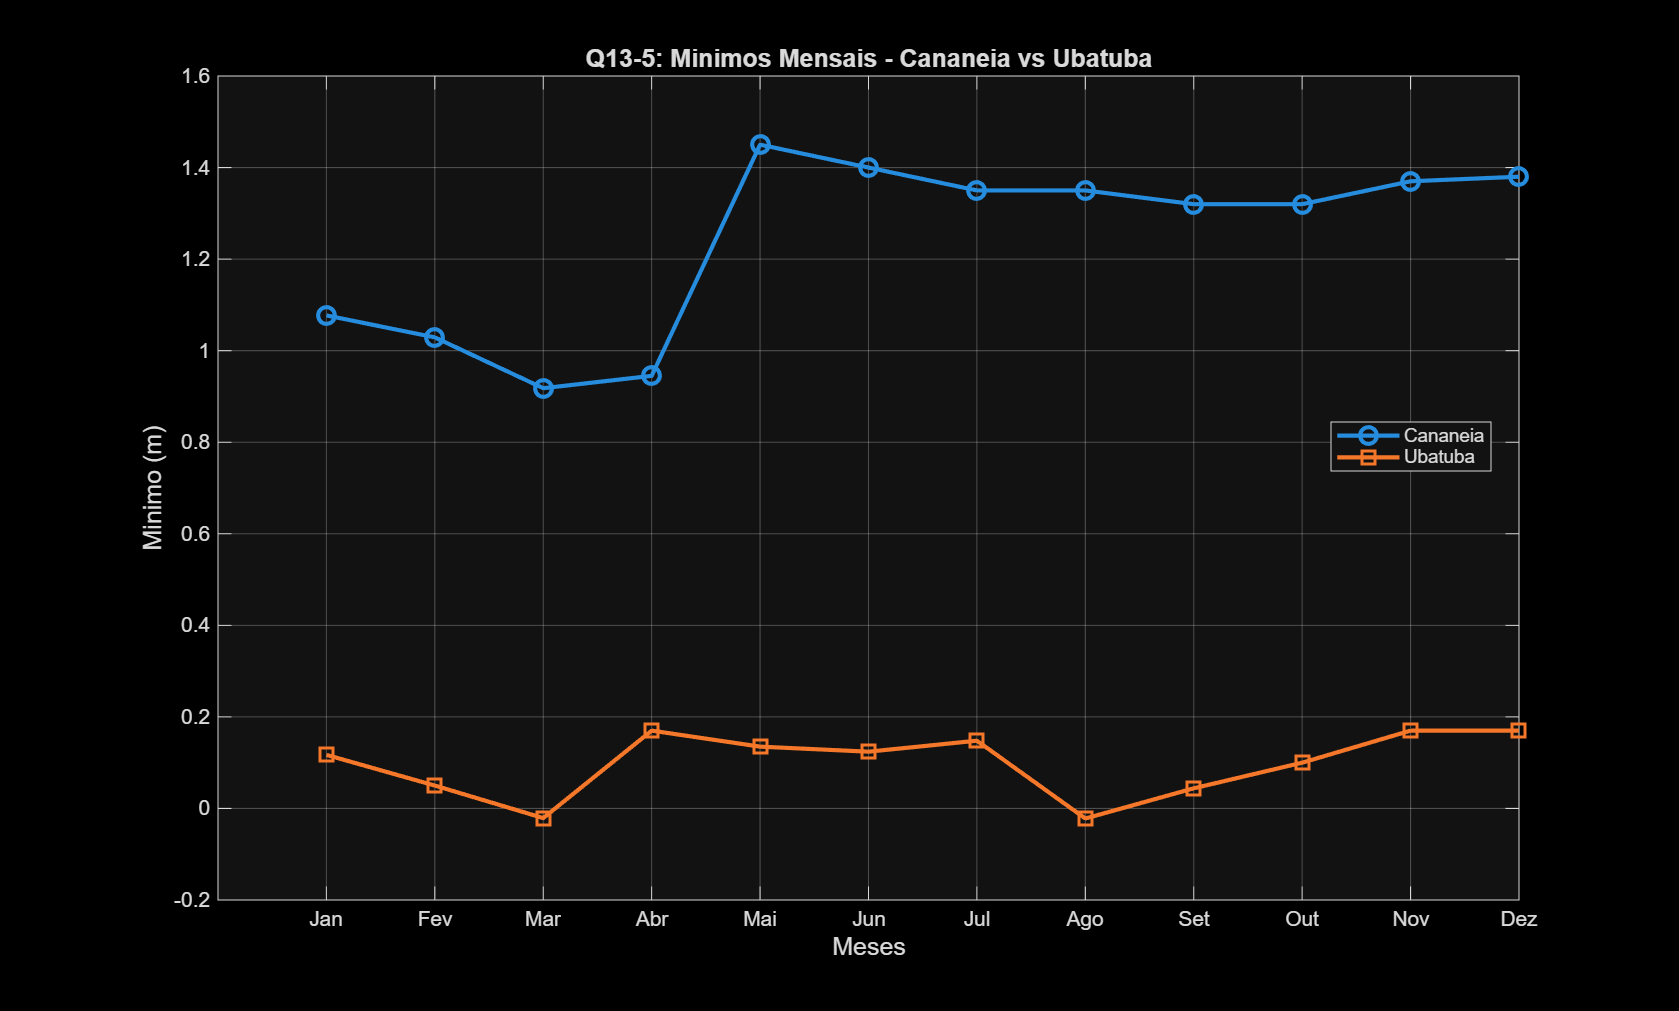 Q13-5: Minimos Mensais - Cananeia vs Ubatuba
1.6
1.4
1.2
1
0.8
0.6
0.4
0.2
0
-0.2
Minimo (m)
Cananeia
Ubatuba
Jan Fev Mar Abr Mai Jun Jul Ago Set Out Nov Dez
Meses